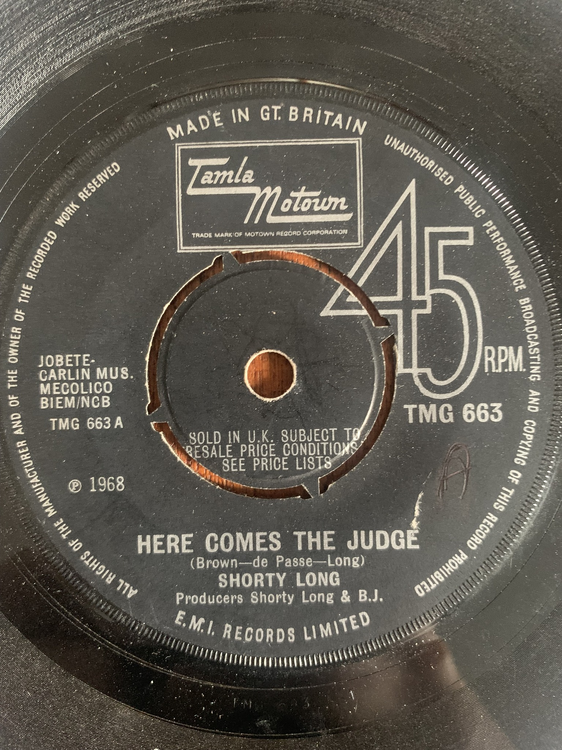 MADE IN GT. BRITAIN
UNAUTHORISED PUBLIC PERFORMANCE BROADCASTING AND COPYING OF THIS RECORD PROHIBITED
ALL RIGHTS OF THE MANUFACTURER AND OF THE OWNER OF THE RECORDED WORK RESERVED
Tamla
Motown
TRADE MARK OF MOTOWN RECORD CORPORATION
45
R.P.M.
TMG 663
JOBETE-
CARLIN MUS.
MECOLICO
BIEM/NCB
TMG 663 A
SOLD IN U.K. SUBJECT TO
RESALE PRICE CONDITIONS
SEE PRICE LISTS
℗ 1968
A
HERE COMES THE JUDGE
(Brown—de Passe—Long)
SHORTY LONG
Producers Shorty Long & B.J.
E.M.I. RECORDS LIMITED